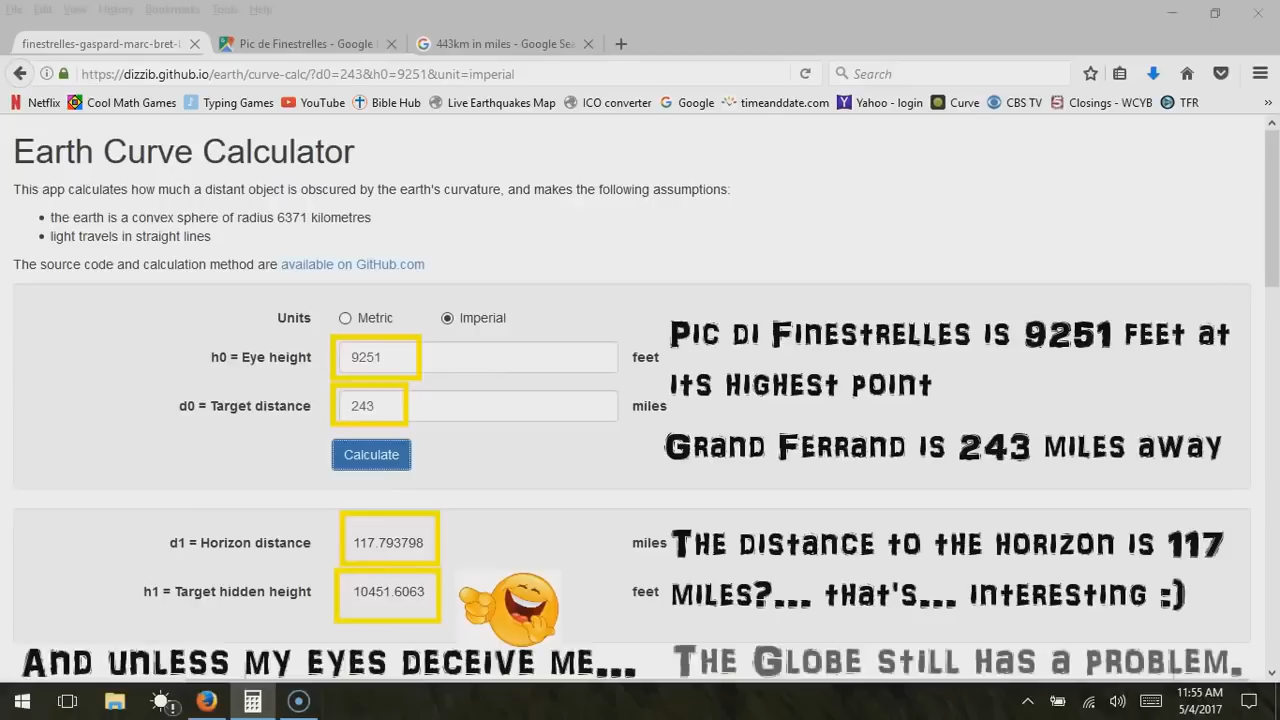 File Edit View History Bookmarks Tools Help
finestrelles-gaspard-marc-bret-l
Pic de Finestrelles - Google
443km in miles - Google Sea
https://dizzib.github.io/earth/curve-calc/?d0=243&h0=9251&unit=imperial
Search
Netflix Cool Math Games Typing Games YouTube Bible Hub Live Earthquakes Map ICO converter Google timeanddate.com Yahoo - login Curve CBS TV Closings - WCYB TFR
Earth Curve Calculator
This app calculates how much a distant object is obscured by the earth's curvature, and makes the following assumptions:
• the earth is a convex sphere of radius 6371 kilometres
• light travels in straight lines
The source code and calculation method are available on GitHub.com
Units Metric Imperial
h0 = Eye height 9251 feet
d0 = Target distance 243 miles
Calculate
Pic di Finestrelles is 9251 feet at
its highest point
Grand Ferrand is 243 miles away
d1 = Horizon distance 117.793798 miles
h1 = Target hidden height 10451.6063 feet
The distance to the horizon is 117
miles?... that's... interesting :)
And unless my eyes deceive me...
The Globe still has a problem.
11:55 AM
5/4/2017